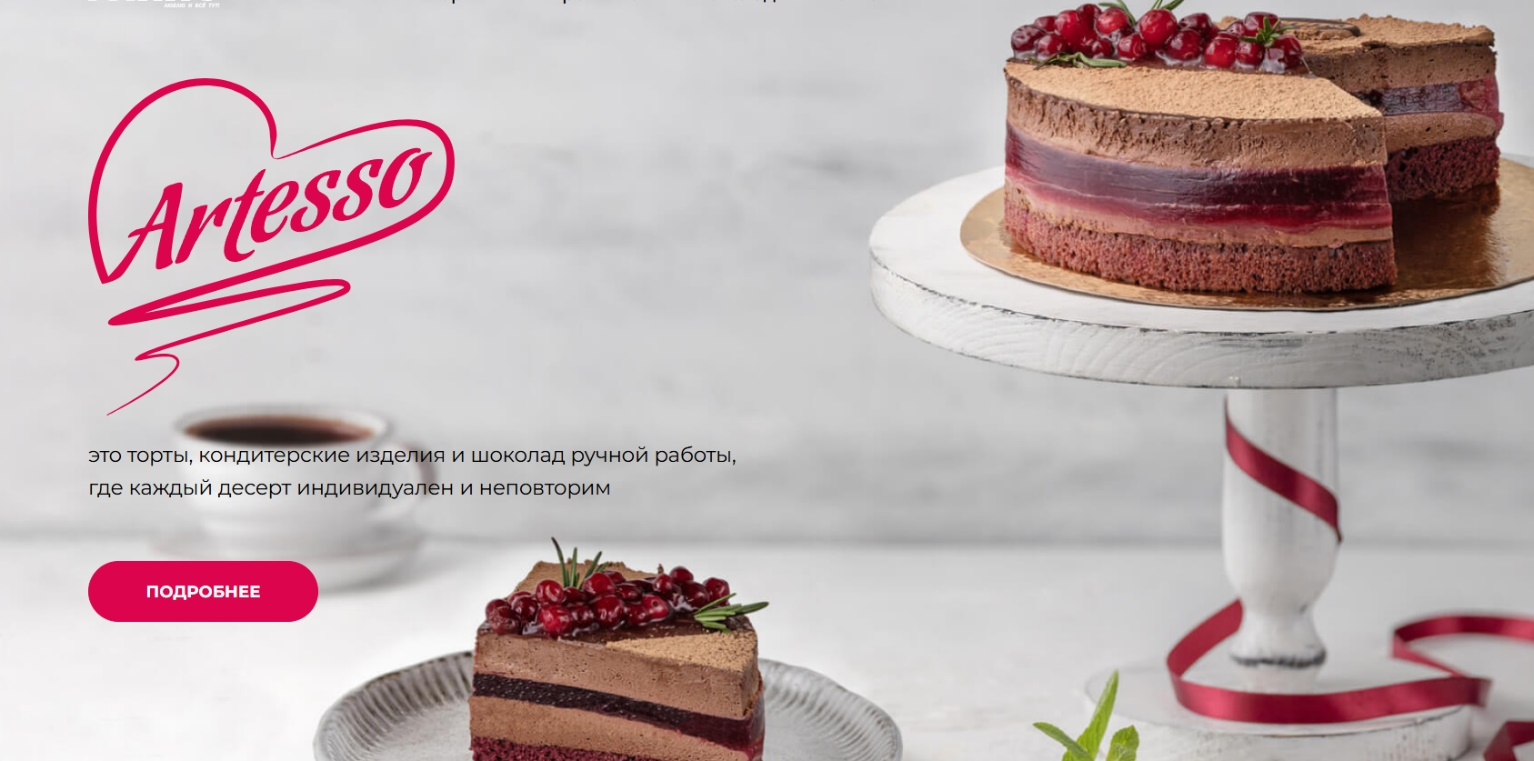 Artesso
это торты, кондитерские изделия и шоколад ручной работы,
где каждый десерт индивидуален и неповторим
ПОДРОБНЕЕ